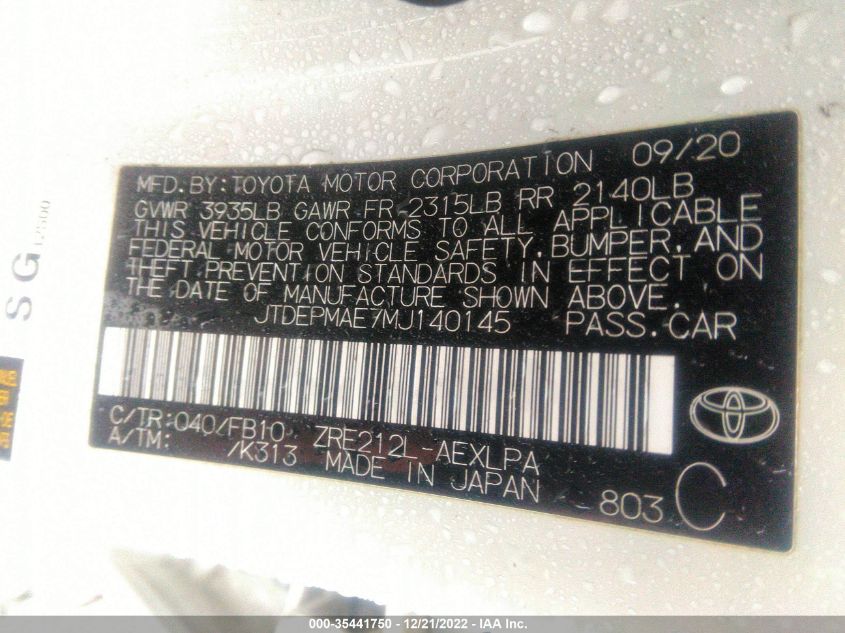 MFD. BY: TOYOTA MOTOR CORPORATION 09/20
GVWR 3935LB GAWR FR 2315LB RR 2140LB
THIS VEHICLE CONFORMS TO ALL APPLICABLE
FEDERAL MOTOR VEHICLE SAFETY, BUMPER, AND
THEFT PREVENTION STANDARDS IN EFFECT ON
THE DATE OF MANUFACTURE SHOWN ABOVE.
JTDEPMAE7MJ140145 PASS. CAR
C/TR: 040/FB10 ZRE212L-AEXLPA
A/TM: /K313 MADE IN JAPAN
803 C
SG
000-35441750 - 12/21/2022 - IAA Inc.